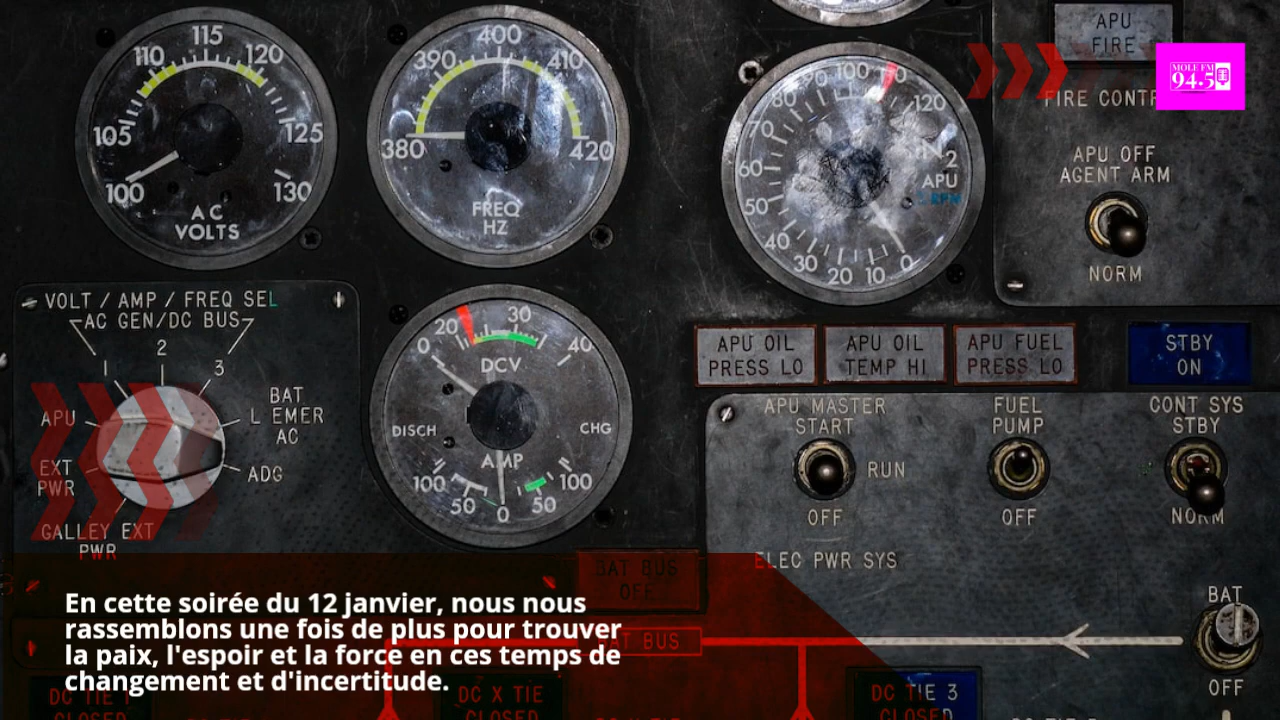 115
110 120
105 125
100 130
AC
VOLTS
400
390 410
380 420
FREQ
HZ
100
80 120
70
60
50
40
30
20 10 0
APU
RPM
APU
FIRE
MOLE FM
94.5
FIRE CONTR
APU OFF
AGENT ARM
NORM
VOLT / AMP / FREQ SEL
AC GEN/DC BUS
1 2 3
APU
EXT
PWR
GALLEY EXT
PWR
BAT
L EMER
AC
ADG
0 20 30 40
DCV
DISCH CHG
AMP
100 50 0 50 100
APU OIL
PRESS LO
APU OIL
TEMP HI
APU FUEL
PRESS LO
STBY
ON
APU MASTER
START
RUN
OFF
FUEL
PUMP
OFF
CONT SYS
STBY
NORM
ELEC PWR SYS
BAT BUS
OFF
BAT BUS
BAT
OFF
En cette soirée du 12 janvier, nous nous
rassemblons une fois de plus pour trouver
la paix, l'espoir et la force en ces temps de
changement et d'incertitude.
DC X TIE
CLOSED
DC TIE 3
CLOSED